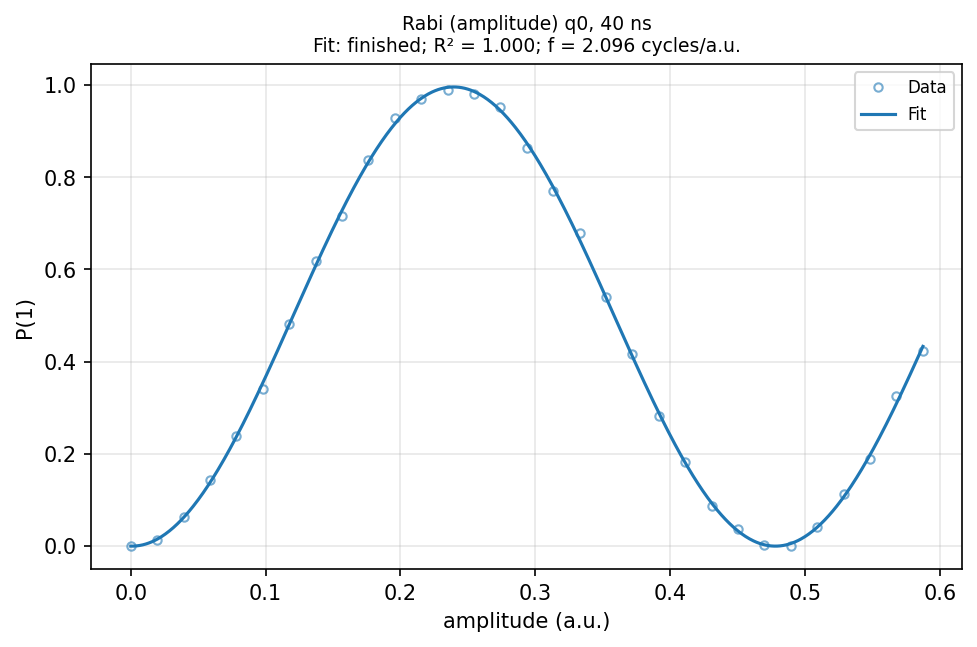 Rabi (amplitude) q0, 40 ns
Fit: finished; R² = 1.000; f = 2.096 cycles/a.u.
Data
Fit
P(1)
1.0
0.8
0.6
0.4
0.2
0.0
0.0 0.1 0.2 0.3 0.4 0.5 0.6
amplitude (a.u.)